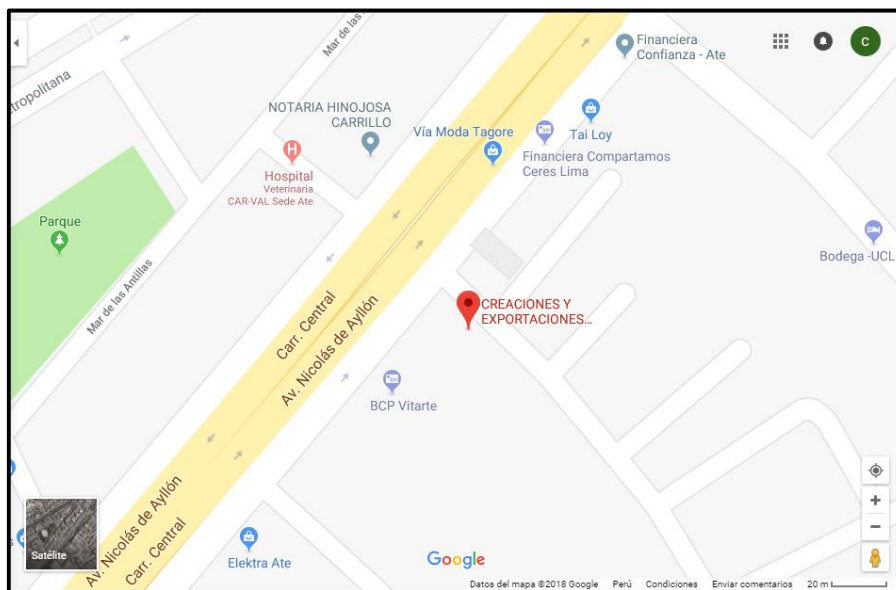 Mar de las
Financiera
Confianza - Ate
C
tropolitana
NOTARIA HINOJOSA
CARRILLO
Vía Moda Tagore
Tai Loy
Financiera Compartamos
Ceres Lima
H
Hospital
Veterinaria
CAR-VAL Sede Ate
Parque
Bodega -UCL
Mar de las Antillas
Carr. Central
Av. Nicolás de Ayllón
CREACIONES Y
EXPORTACIONES...
BCP Vitarte
Av. Nicolás de Ayllón
Carr. Central
Elektra Ate
Satélite
Google
Datos del mapa ©2018 Google Perú Condiciones Enviar comentarios 20 m